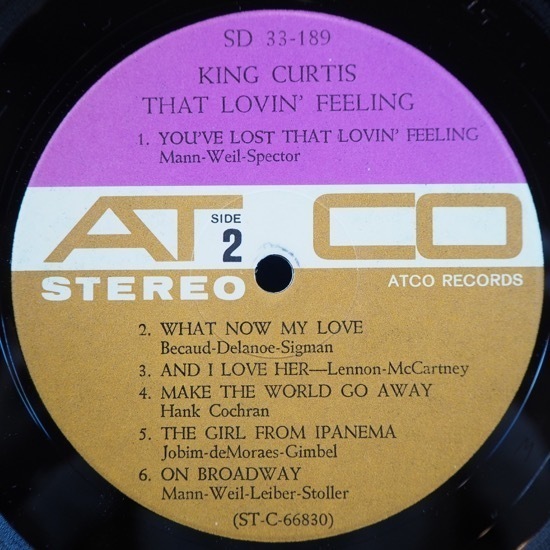 SD 33-189
KING CURTIS
THAT LOVIN' FEELING
1. YOU'VE LOST THAT LOVIN' FEELING
Mann-Weil-Spector
ATCO
SIDE
2
STEREO
ATCO RECORDS
2. WHAT NOW MY LOVE
Becaud-Delanoe-Sigman
3. AND I LOVE HER—Lennon-McCartney
4. MAKE THE WORLD GO AWAY
Hank Cochran
5. THE GIRL FROM IPANEMA
Jobim-deMoraes-Gimbel
6. ON BROADWAY
Mann-Weil-Leiber-Stoller
(ST-C-66830)